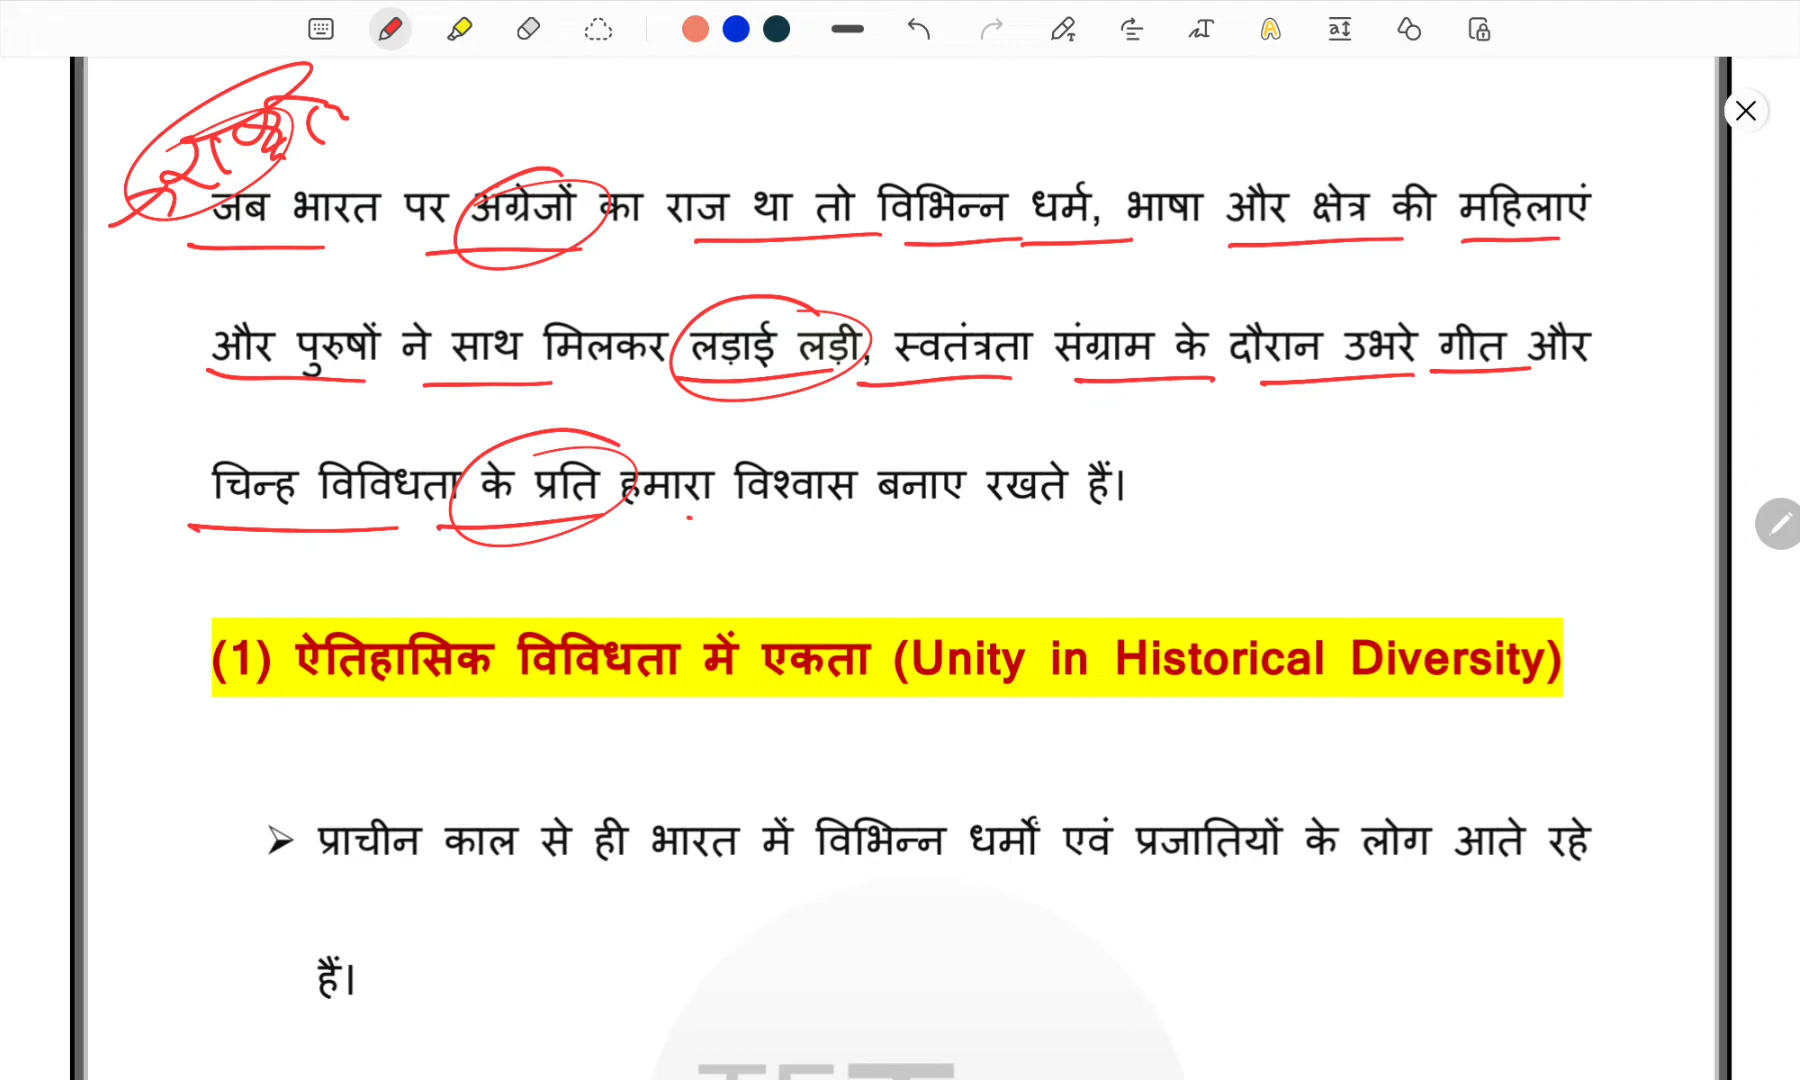 जब भारत पर अंग्रेजों का राज था तो विभिन्न धर्म, भाषा और क्षेत्र की महिलाएं
और पुरुषों ने साथ मिलकर लड़ाई लड़ी, स्वतंत्रता संग्राम के दौरान उभरे गीत और
चिन्ह विविधता के प्रति हमारा विश्वास बनाए रखते हैं।
(1) ऐतिहासिक विविधता में एकता (Unity in Historical Diversity)
➢ प्राचीन काल से ही भारत में विभिन्न धर्मों एवं प्रजातियों के लोग आते रहे
हैं।